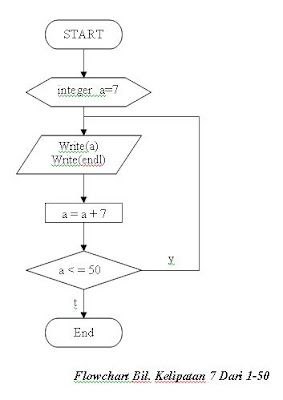 START
integer a=7
Write(a)
Write(endl)
a = a + 7
a < = 50
y
t
End
Flowchart Bil. Kelipatan 7 Dari 1-50